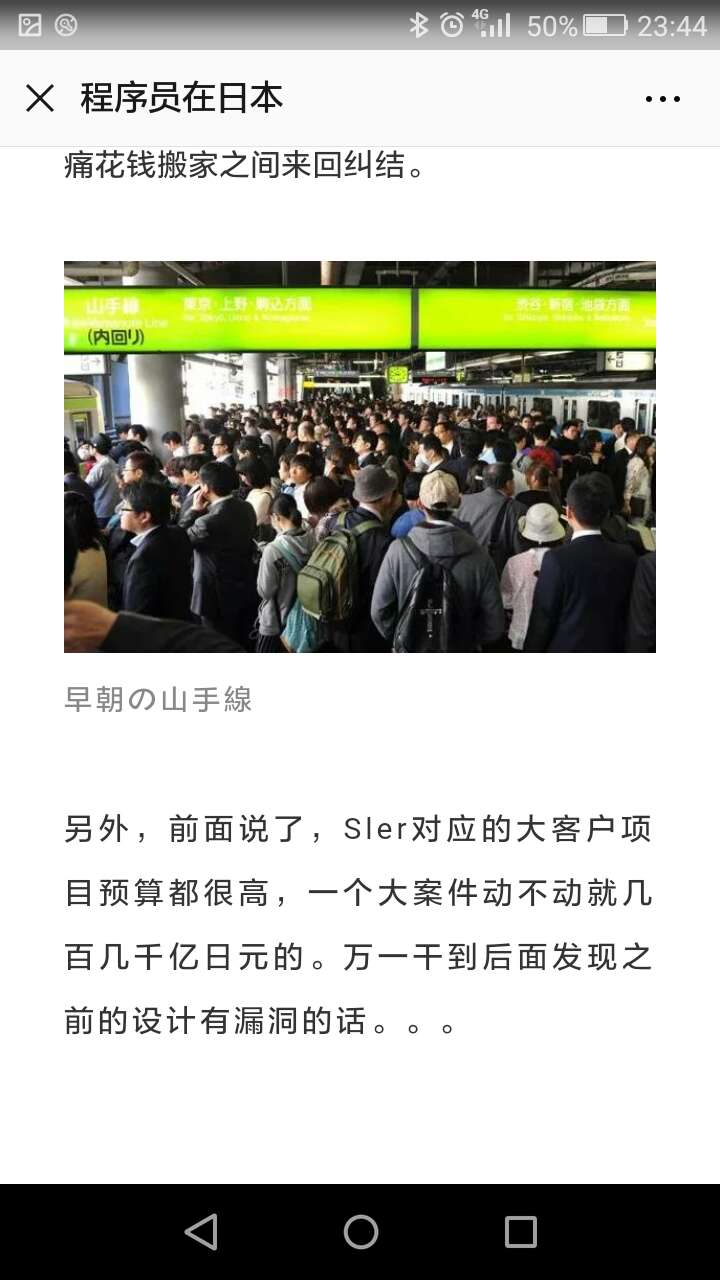 4G
50% 23:44
程序员在日本
痛花钱搬家之间来回纠结。
山手線
東京·上野·駒込方面
渋谷·新宿·池袋方面
(内回り)
早朝の山手線
另外，前面说了，SIer对应的大客户项
目预算都很高，一个大案件动不动就几
百几千亿日元的。万一干到后面发现之
前的设计有漏洞的话。。。